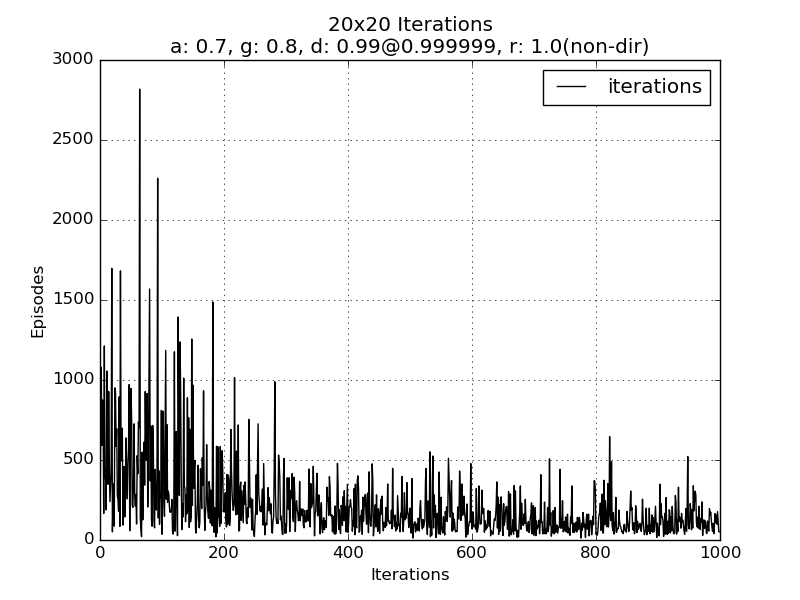 20x20 Iterations
a: 0.7, g: 0.8, d: 0.99@0.999999, r: 1.0(non-dir)
iterations
3000
2500
2000
1500
1000
500
0
Episodes
0 200 400 600 800 1000
Iterations